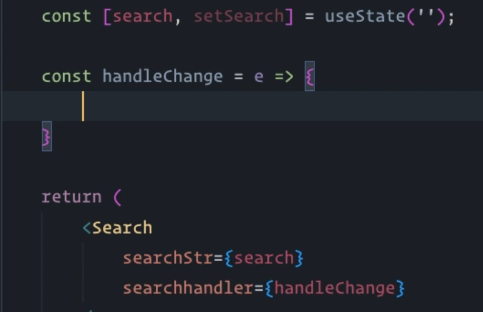 const [search, setSearch] = useState('');
const handleChange = e => {
}
return (
<Search
searchStr={search}
searchhandler={handleChange}